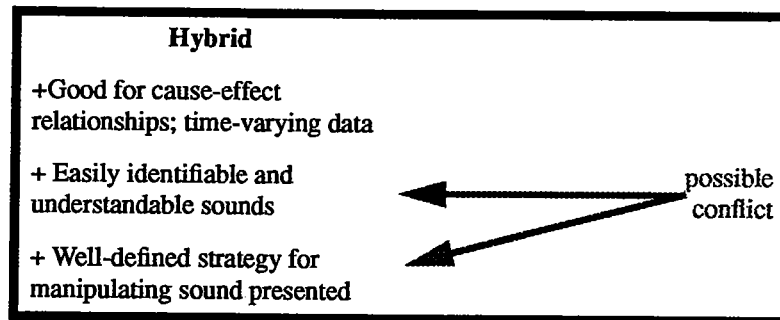 Hybrid
+Good for cause-effect
relationships; time-varying data
+ Easily identifiable and
understandable sounds
possible
conflict
+ Well-defined strategy for
manipulating sound presented